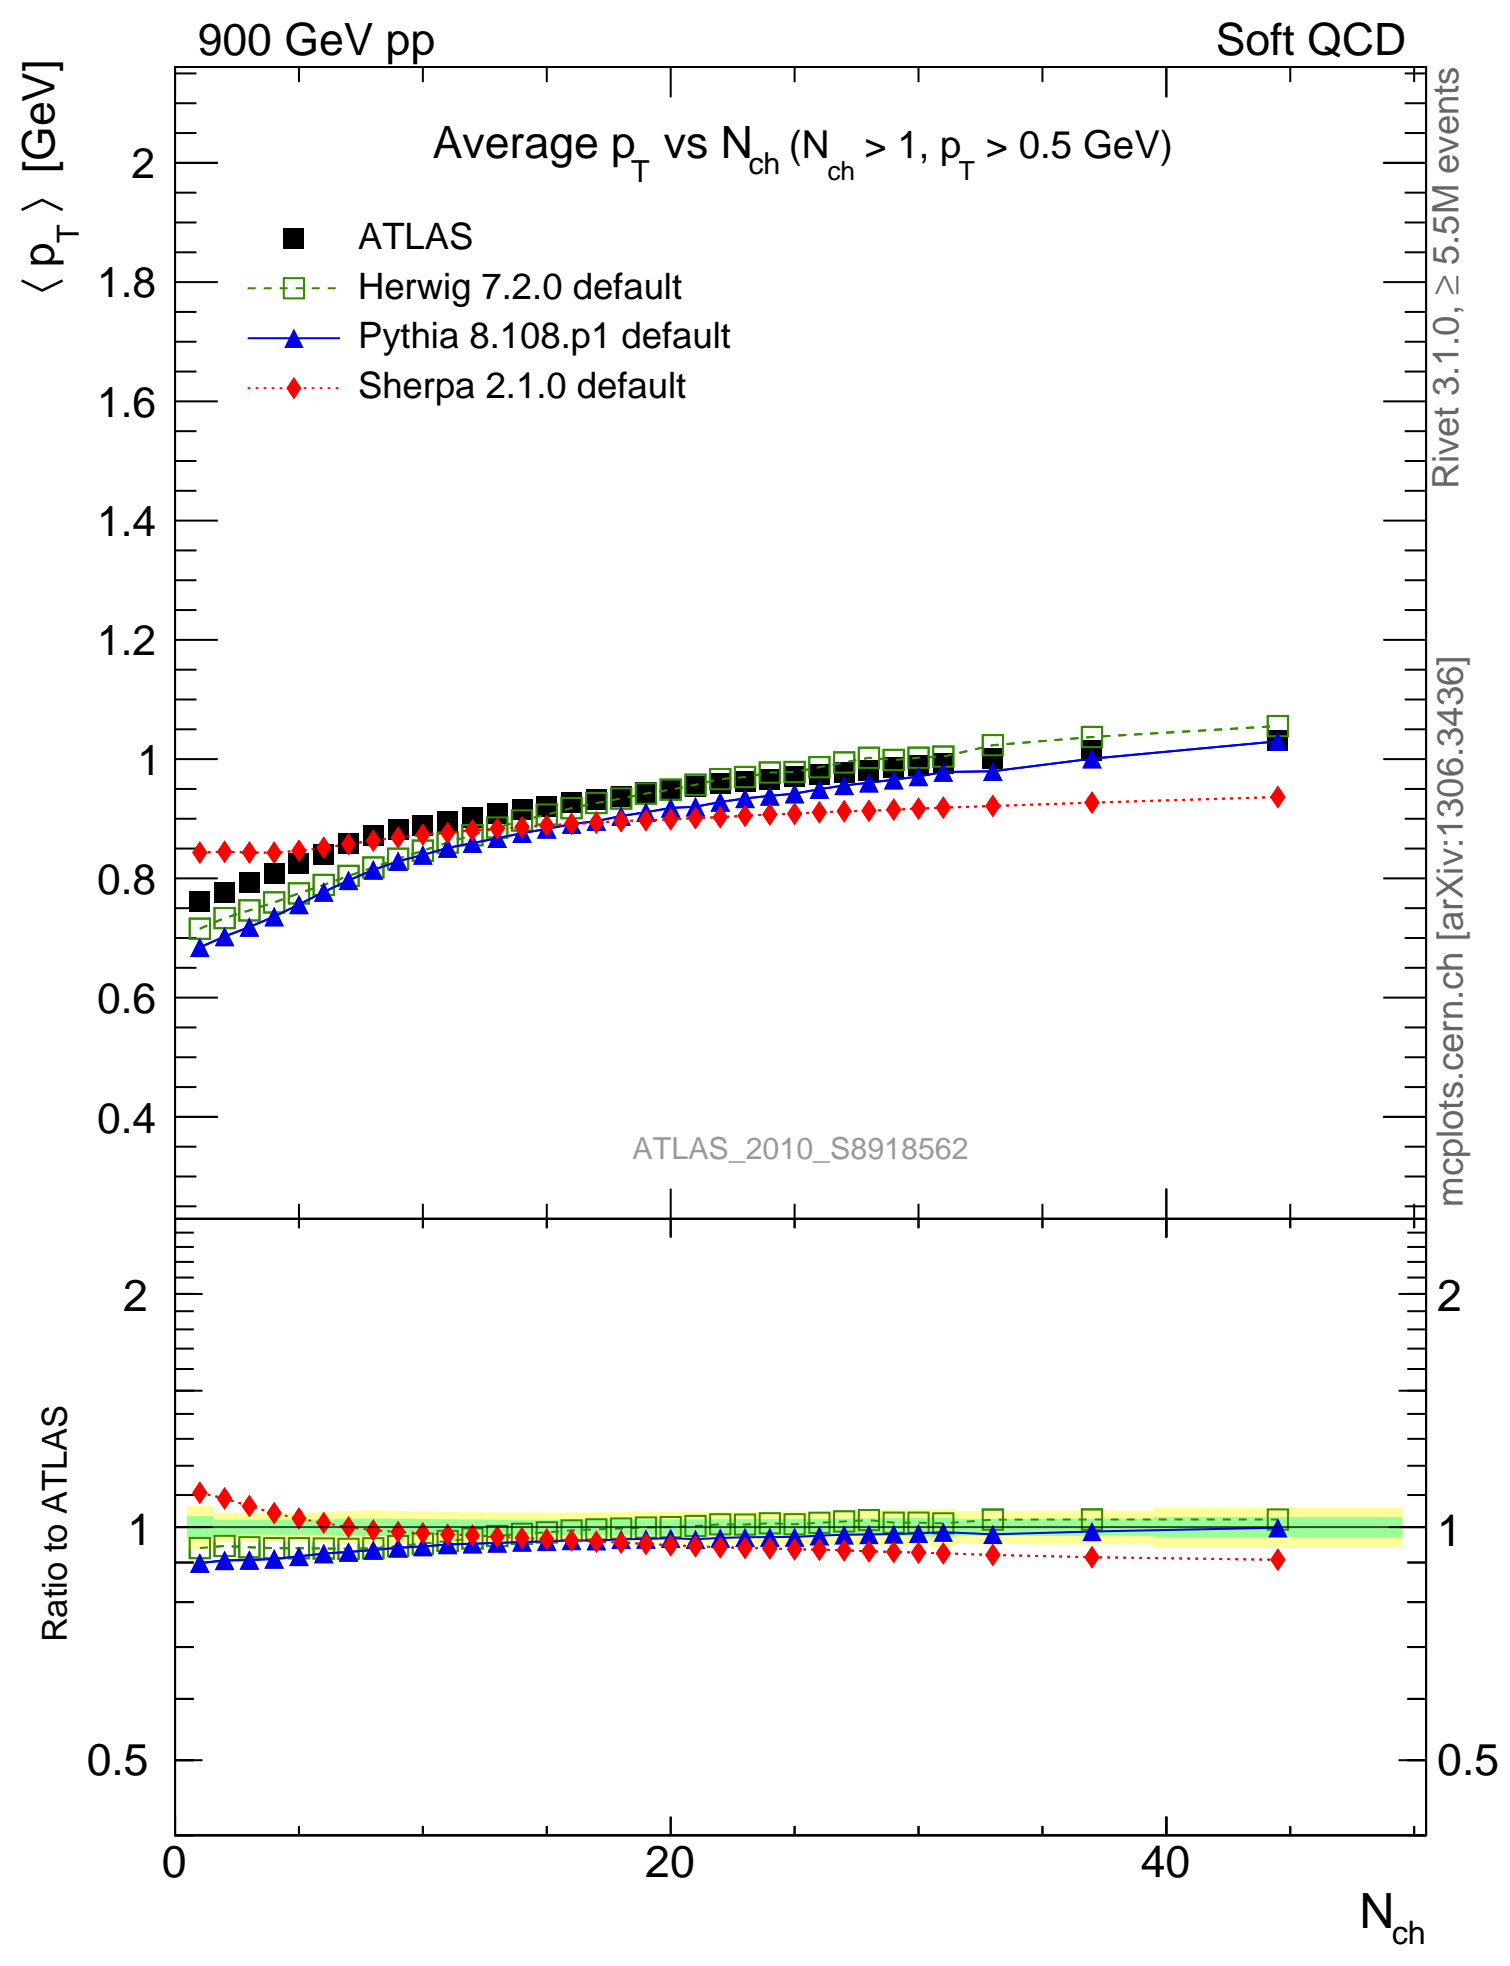 900 GeV pp
Soft QCD
Average p_T vs N_ch (N_ch > 1, p_T > 0.5 GeV)
⟨ p_T ⟩ [GeV]
ATLAS
Herwig 7.2.0 default
Pythia 8.108.p1 default
Sherpa 2.1.0 default
2
1.8
1.6
1.4
1.2
1
0.8
0.6
0.4
ATLAS_2010_S8918562
Rivet 3.1.0, ≥ 5.5M events
mcplots.cern.ch [arXiv:1306.3436]
Ratio to ATLAS
2
1
0.5
2
1
0.5
0
20
40
N_ch